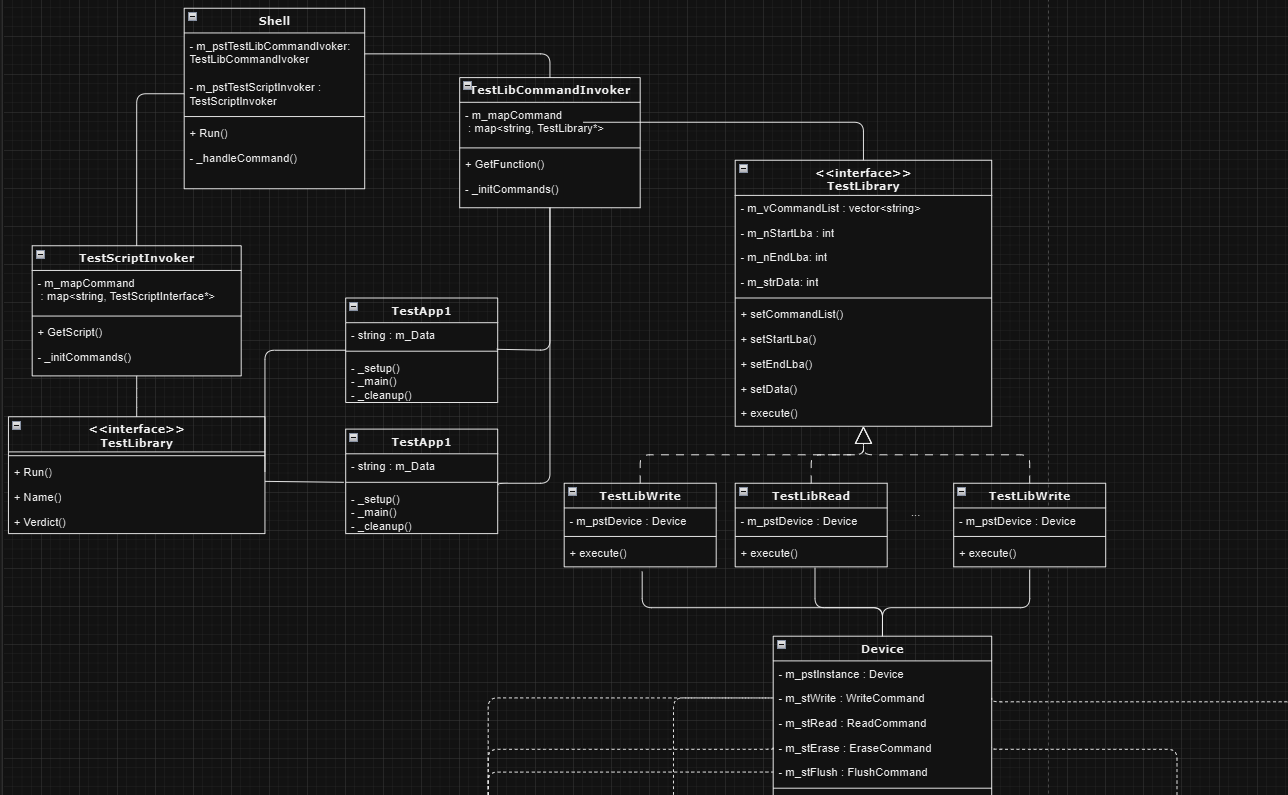 Shell
- m_pstTestLibCommandIvoker:
TestLibCommandIvoker
- m_pstTestScriptInvoker :
TestScriptInvoker
+ Run()
- _handleCommand()
TestLibCommandInvoker
- m_mapCommand
: map<string, TestLibrary*>
+ GetFunction()
- _initCommands()
<<interface>>
TestLibrary
- m_vCommandList : vector<string>
- m_nStartLba : int
- m_nEndLba: int
- m_strData: int
+ setCommandList()
+ setStartLba()
+ setEndLba()
+ setData()
+ execute()
TestScriptInvoker
- m_mapCommand
: map<string, TestScriptInterface*>
+ GetScript()
- _initCommands()
TestApp1
- string : m_Data
- _setup()
- _main()
- _cleanup()
<<interface>>
TestLibrary
+ Run()
+ Name()
+ Verdict()
TestApp1
- string : m_Data
- _setup()
- _main()
- _cleanup()
TestLibWrite
- m_pstDevice : Device
+ execute()
TestLibRead
- m_pstDevice : Device
+ execute()
...
TestLibWrite
- m_pstDevice : Device
+ execute()
Device
- m_pstInstance : Device
- m_stWrite : WriteCommand
- m_stRead : ReadCommand
- m_stErase : EraseCommand
- m_stFlush : FlushCommand